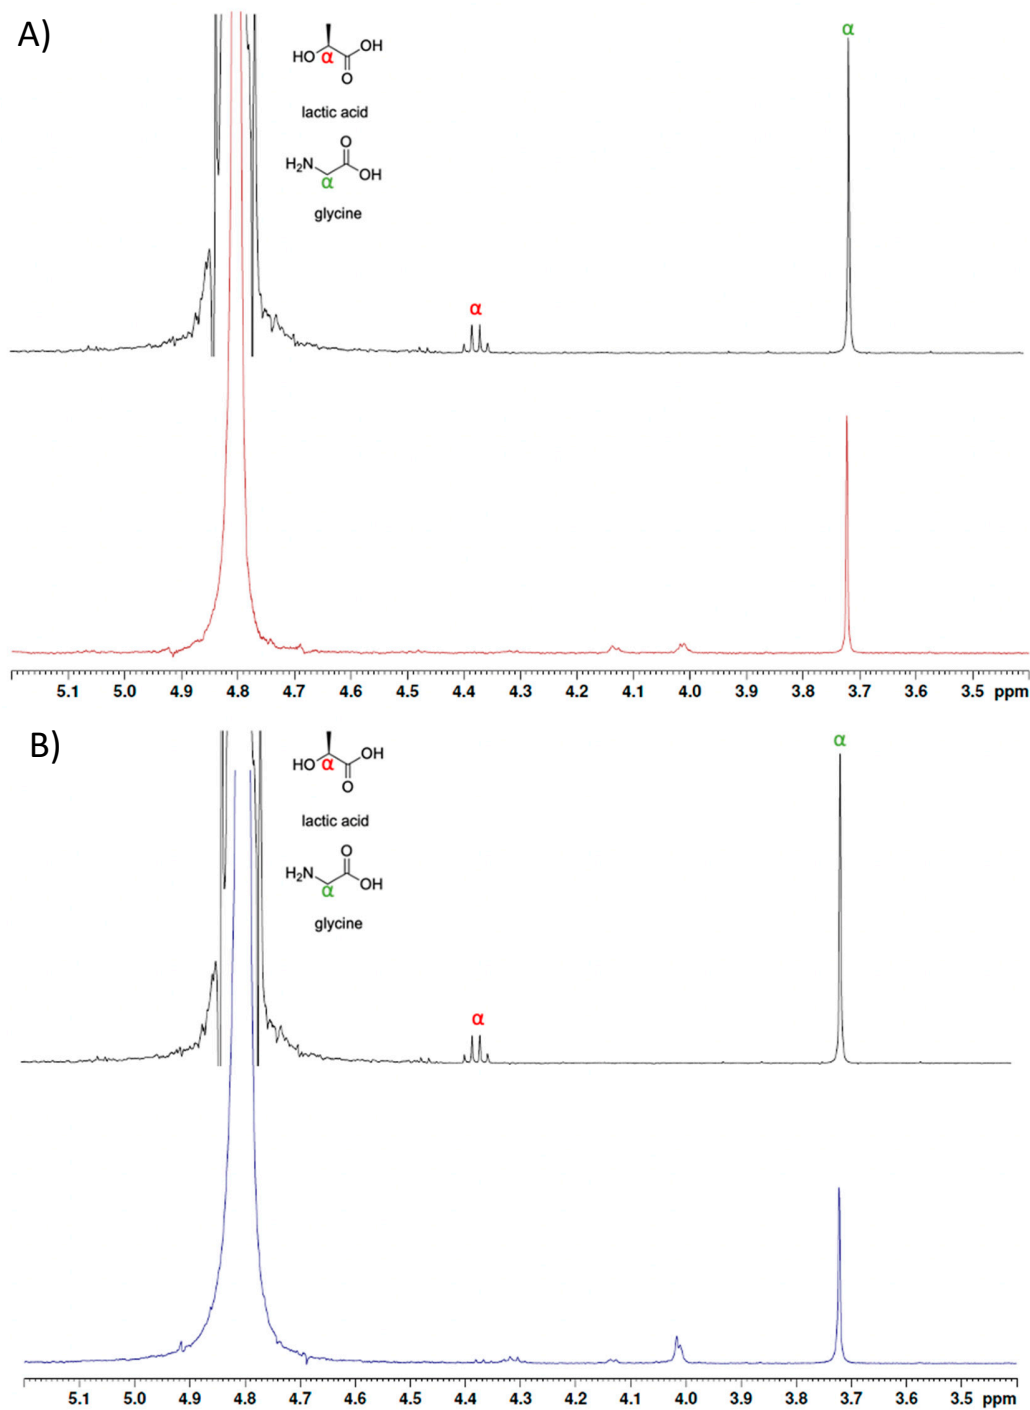 A)
α
HO α OH
O
lactic acid
O
H₂N OH
α
glycine
α
5.1 5.0 4.9 4.8 4.7 4.6 4.5 4.4 4.3 4.2 4.1 4.0 3.9 3.8 3.7 3.6 3.5 ppm
B)
α
HO α OH
O
lactic acid
O
H₂N OH
α
glycine
α
5.1 5.0 4.9 4.8 4.7 4.6 4.5 4.4 4.3 4.2 4.1 4.0 3.9 3.8 3.7 3.6 3.5 ppm